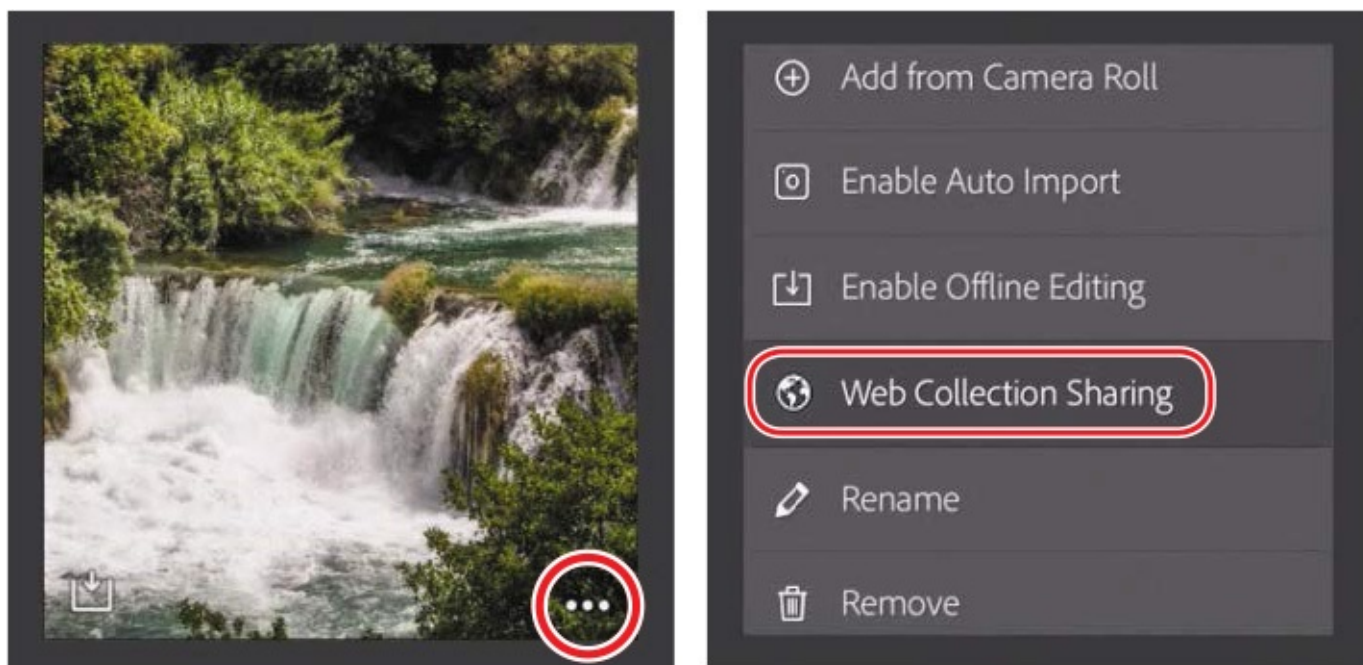 Add from Camera Roll
Enable Auto Import
Enable Offline Editing
Web Collection Sharing
Rename
Remove